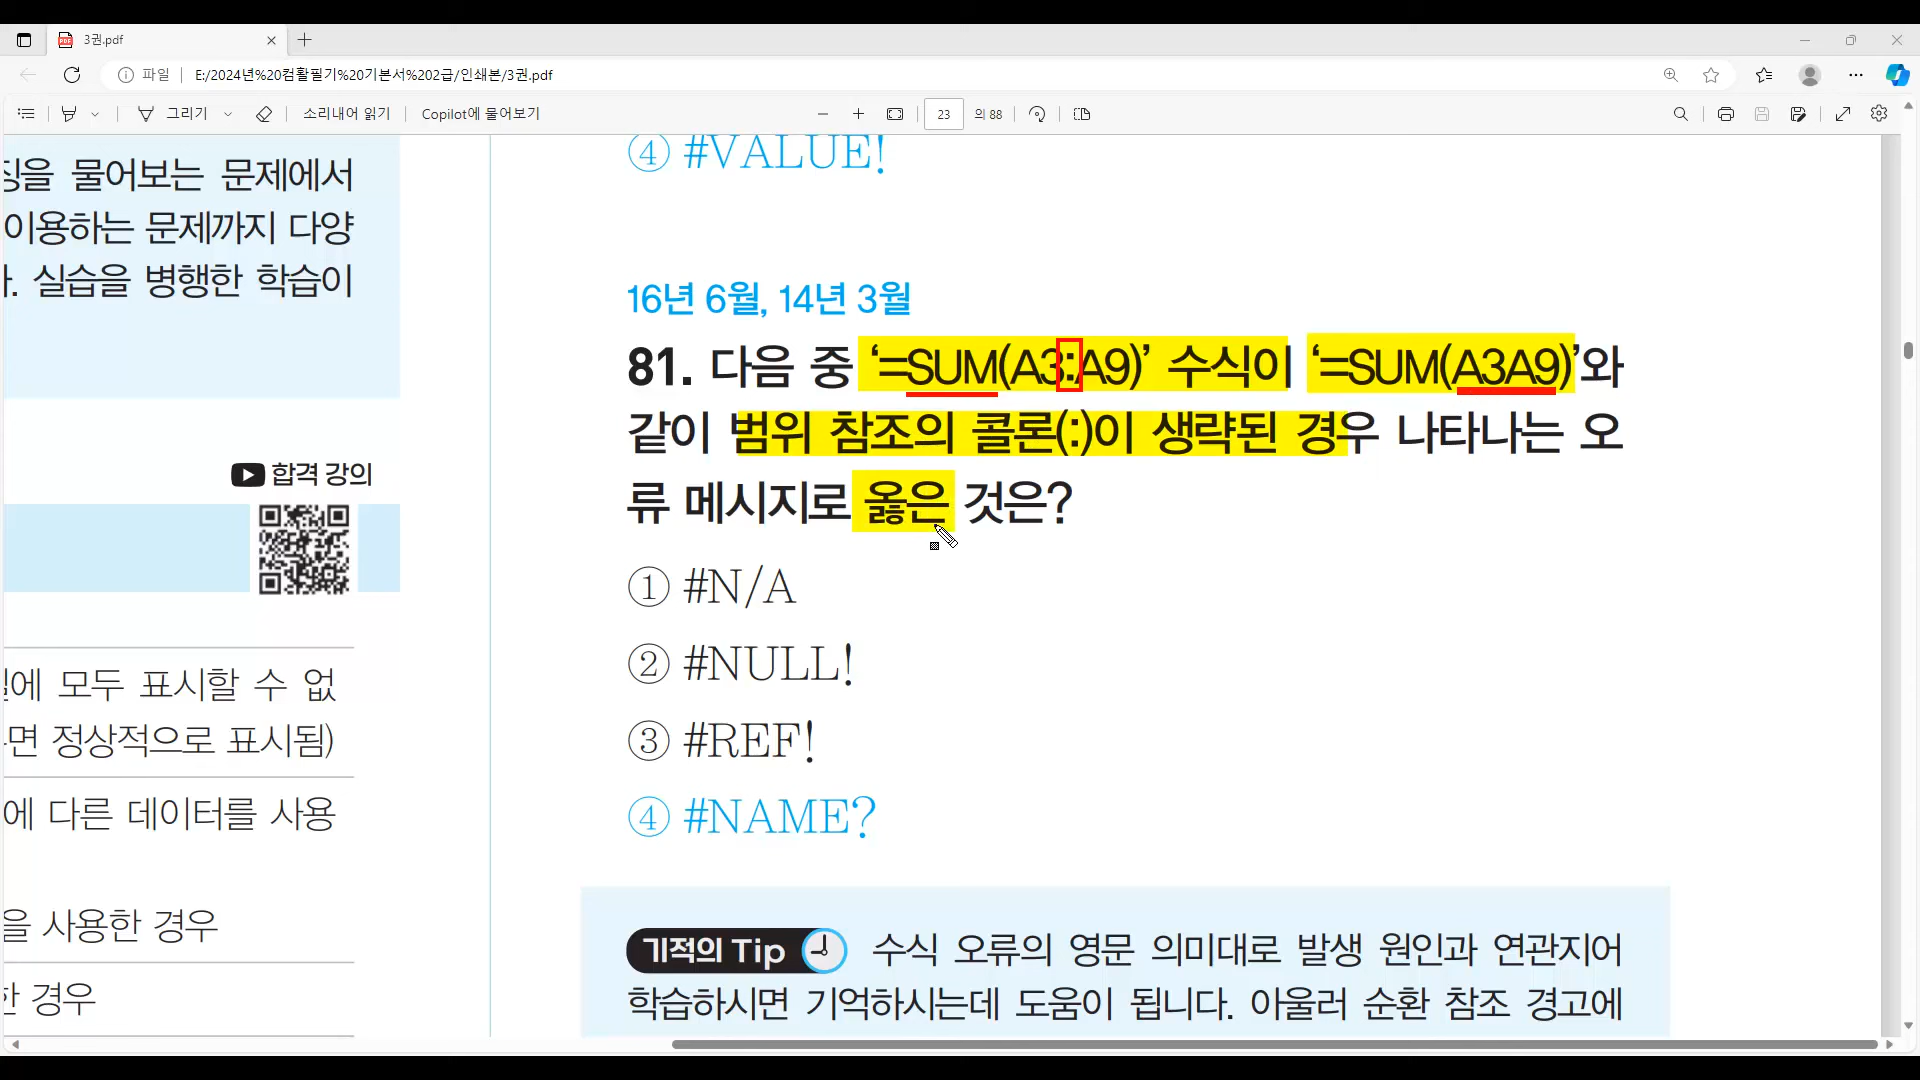 3권.pdf
파일 E:/2024년%20컴활필기%20기본서%202급/인쇄본/3권.pdf
그리기 소리내어 읽기 Copilot에 물어보기 23 의 88
징을 물어보는 문제에서
이용하는 문제까지 다양
. 실습을 병행한 학습이
합격 강의
에 모두 표시할 수 없
면 정상적으로 표시됨)
에 다른 데이터를 사용
을 사용한 경우
한 경우
④ #VALUE!
16년 6월, 14년 3월
81. 다음 중 ‘=SUM(A3:A9)’ 수식이 ‘=SUM(A3A9)’와
같이 범위 참조의 콜론(:)이 생략된 경우 나타나는 오
류 메시지로 옳은 것은?
① #N/A
② #NULL!
③ #REF!
④ #NAME?
기적의 Tip 수식 오류의 영문 의미대로 발생 원인과 연관지어
학습하시면 기억하시는데 도움이 됩니다. 아울러 순환 참조 경고에